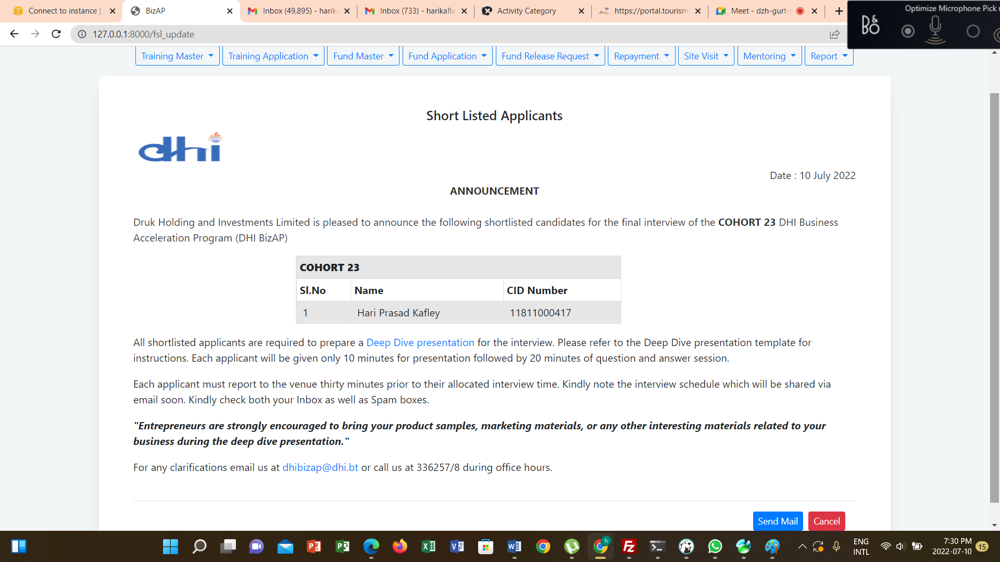 Connect to instance |
BizAP
Inbox (49,895) - harika
Inbox (733) - harikafle
Activity Category
https://portal.tourism.
Meet - dzh-gurt-
Optimize Microphone Pick
B&O
127.0.0.1:8000/fsl_update
Training Master
Training Application
Fund Master
Fund Application
Fund Release Request
Repayment
Site Visit
Mentoring
Report
Short Listed Applicants
dhi
Date : 10 July 2022
ANNOUNCEMENT
Druk Holding and Investments Limited is pleased to announce the following shortlisted candidates for the final interview of the COHORT 23 DHI Business
Acceleration Program (DHI BizAP)
COHORT 23
Sl.No Name CID Number
1 Hari Prasad Kafley 11811000417
All shortlisted applicants are required to prepare a Deep Dive presentation for the interview. Please refer to the Deep Dive presentation template for
instructions. Each applicant will be given only 10 minutes for presentation followed by 20 minutes of question and answer session.
Each applicant must report to the venue thirty minutes prior to their allocated interview time. Kindly note the interview schedule which will be shared via
email soon. Kindly check both your Inbox as well as Spam boxes.
"Entrepreneurs are strongly encouraged to bring your product samples, marketing materials, or any other interesting materials related to your
business during the deep dive presentation."
For any clarifications email us at dhibizap@dhi.bt or call us at 336257/8 during office hours.
Send Mail
Cancel
h
ENG
INTL
7:30 PM
2022-07-10
15